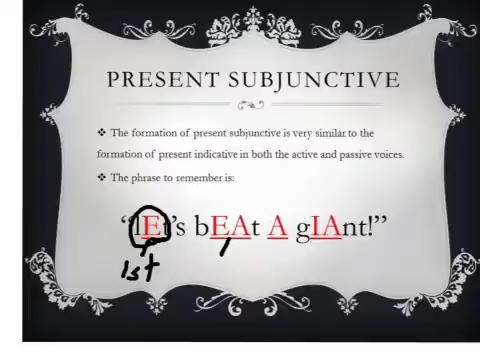 PRESENT SUBJUNCTIVE
❖ The formation of present subjunctive is very similar to the
formation of present indicative in both the active and passive voices.
❖ The phrase to remember is:
“lEt’s bEAt A gIAnt!”
1st